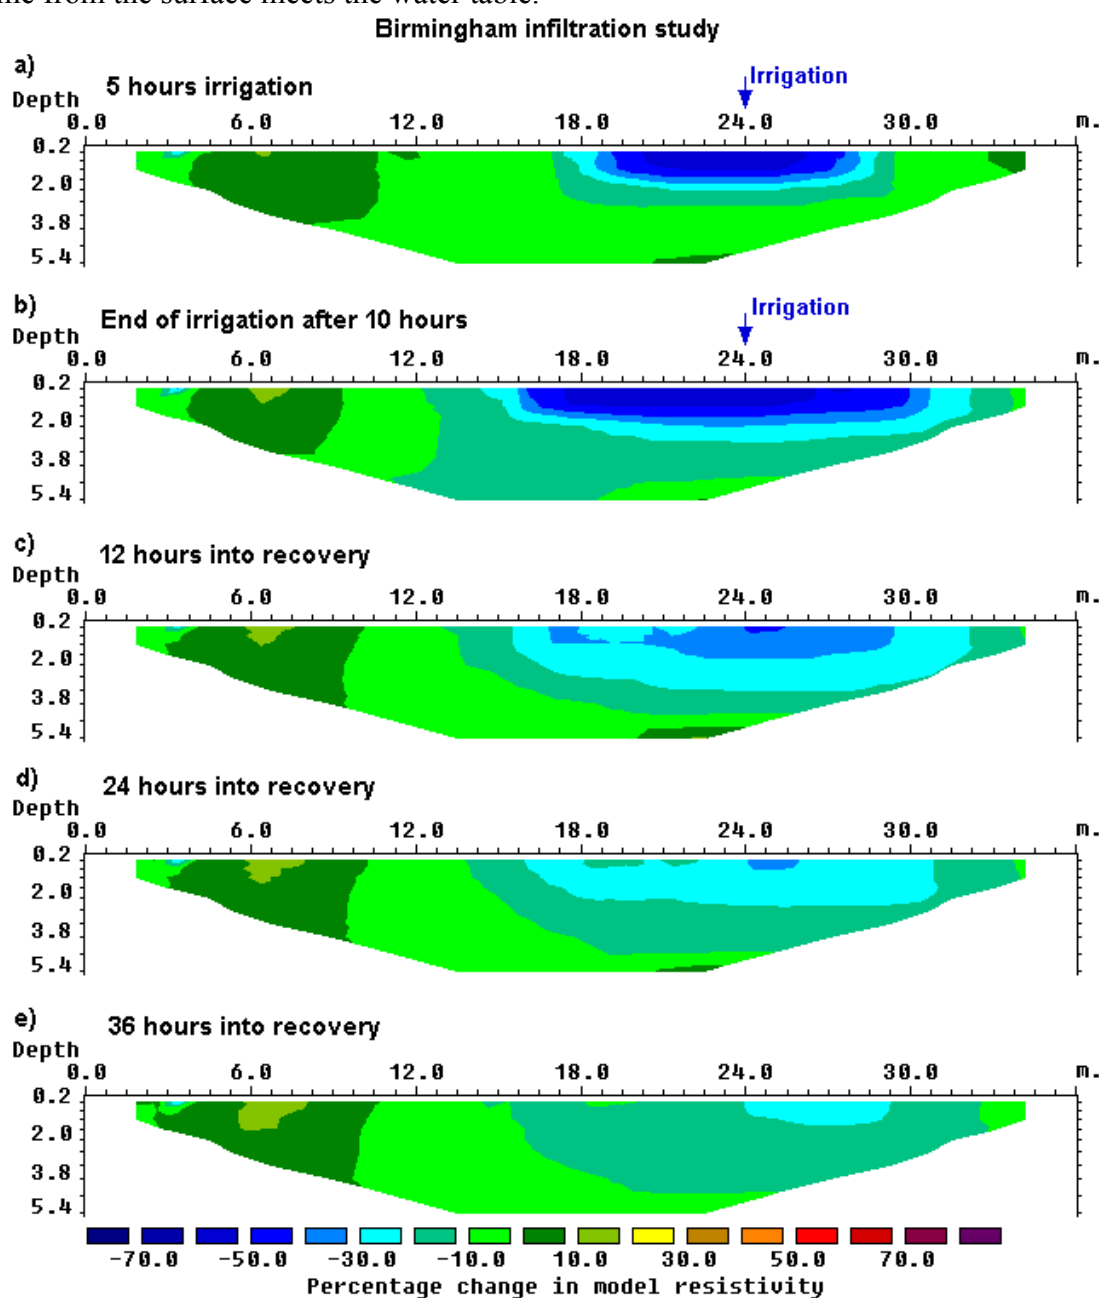 from the surface meets the water table.
Birmingham infiltration study
a)
5 hours irrigation
Irrigation
Depth
0.0 6.0 12.0 18.0 24.0 30.0 m.
0.2
2.0
3.8
5.4
b)
End of irrigation after 10 hours
Irrigation
Depth
0.0 6.0 12.0 18.0 24.0 30.0 m.
0.2
2.0
3.8
5.4
c)
12 hours into recovery
Depth
0.0 6.0 12.0 18.0 24.0 30.0 m.
0.2
2.0
3.8
5.4
d)
24 hours into recovery
Depth
0.0 6.0 12.0 18.0 24.0 30.0 m.
0.2
2.0
3.8
5.4
e)
36 hours into recovery
Depth
0.0 6.0 12.0 18.0 24.0 30.0 m.
0.2
2.0
3.8
5.4
-70.0 -50.0 -30.0 -10.0 10.0 30.0 50.0 70.0
Percentage change in model resistivity